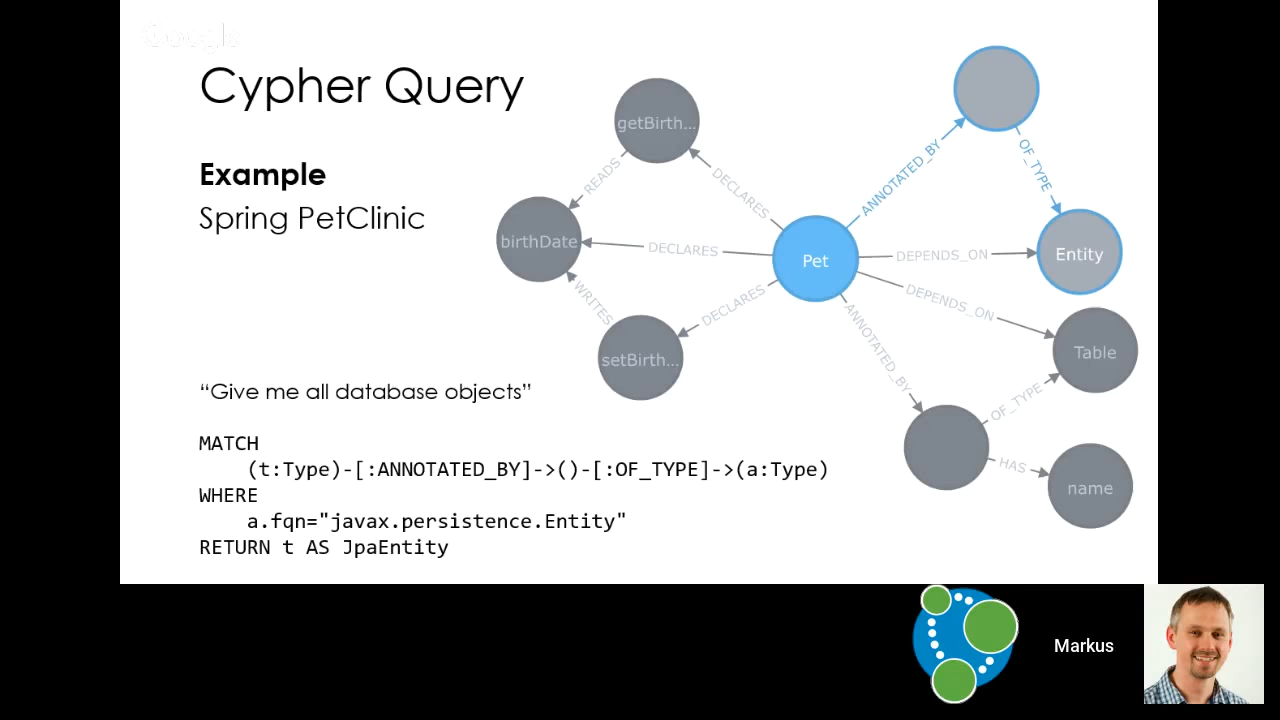 Google
Cypher Query
Example
Spring PetClinic
getBirth...
READS
DECLARES
birthDate
DECLARES
WRITES
DECLARES
setBirth...
Pet
ANNOTATED_BY
OF_TYPE
DEPENDS_ON
Entity
DEPENDS_ON
Table
ANNOTATED_BY
OF_TYPE
HAS
name
“Give me all database objects”
MATCH
(t:Type)-[:ANNOTATED_BY]->()-[:OF_TYPE]->(a:Type)
WHERE
a.fqn="javax.persistence.Entity"
RETURN t AS JpaEntity
Markus